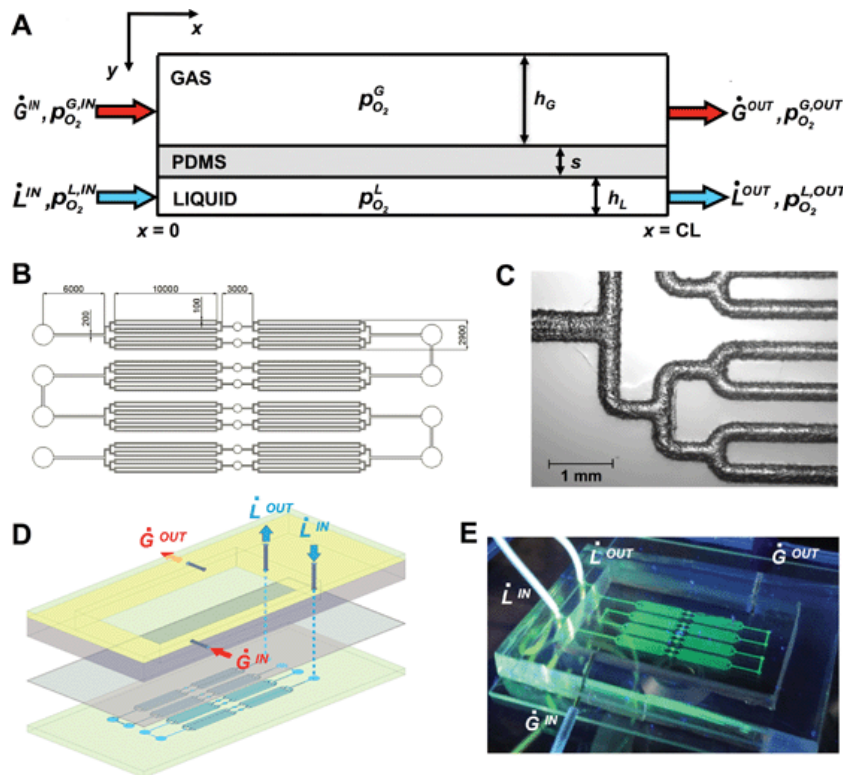 A
x
y
GAS
p_O₂^G
h_G
Ġ^IN, p_O₂^G,IN
Ġ^OUT, p_O₂^G,OUT
PDMS
s
L̇^IN, p_O₂^L,IN
LIQUID
p_O₂^L
h_L
L̇^OUT, p_O₂^L,OUT
x = 0
x = CL
B
6000
10000
3000
200
100
2900
C
1 mm
D
L̇ OUT
L̇ IN
Ġ OUT
Ġ IN
E
L̇ OUT
Ġ OUT
L̇ IN
Ġ IN